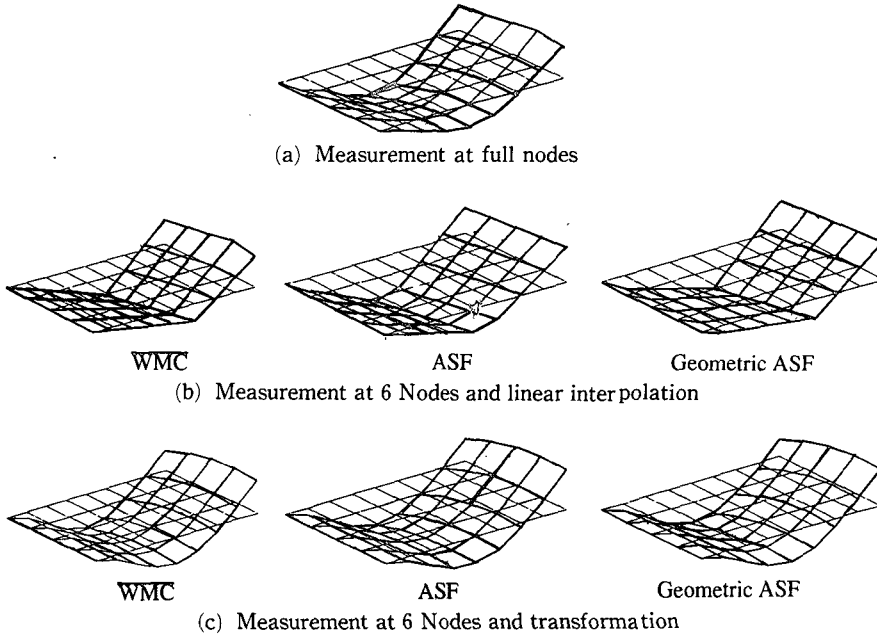 (a) Measurement at full nodes
WMC ASF Geometric ASF
(b) Measurement at 6 Nodes and linear interpolation
WMC ASF Geometric ASF
(c) Measurement at 6 Nodes and transformation